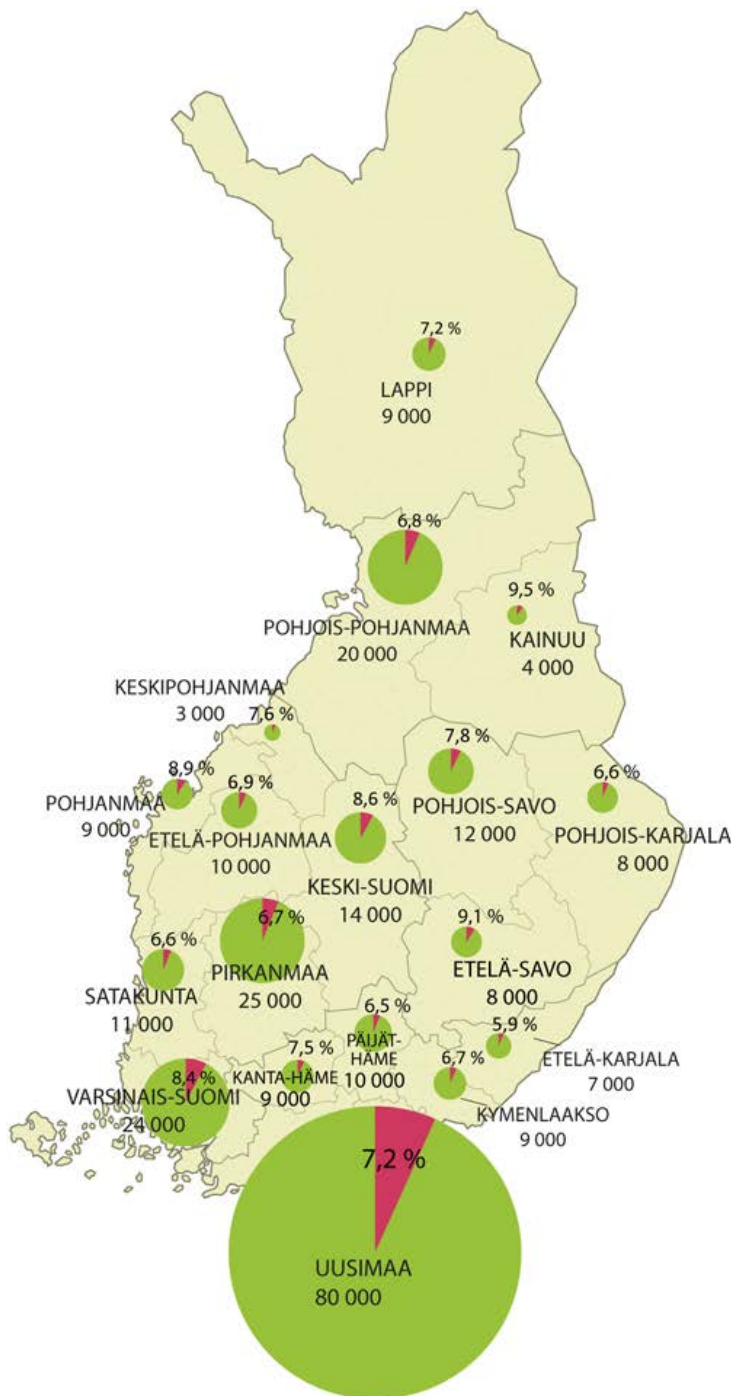 7,2 %
LAPPI
9 000
6,8 %
POHJOIS-POHJANMAA
20 000
9,5 %
KAINUU
4 000
KESKIPOHJANMAA
3 000
7,6 %
8,9 %
POHJANMAA
9 000
6,9 %
ETELÄ-POHJANMAA
10 000
8,6 %
KESKI-SUOMI
14 000
7,8 %
POHJOIS-SAVO
12 000
6,6 %
POHJOIS-KARJALA
8 000
6,7 %
PIRKANMAA
25 000
6,6 %
SATAKUNTA
11 000
9,1 %
ETELÄ-SAVO
8 000
6,5 %
PÄIJÄT-
HÄME
10 000
5,9 %
ETELÄ-KARJALA
7 000
7,5 %
KANTA-HÄME
9 000
6,7 %
KYMENLAAKSO
9 000
8,4 %
VARSINAIS-SUOMI
24 000
7,2 %
UUSIMAA
80 000